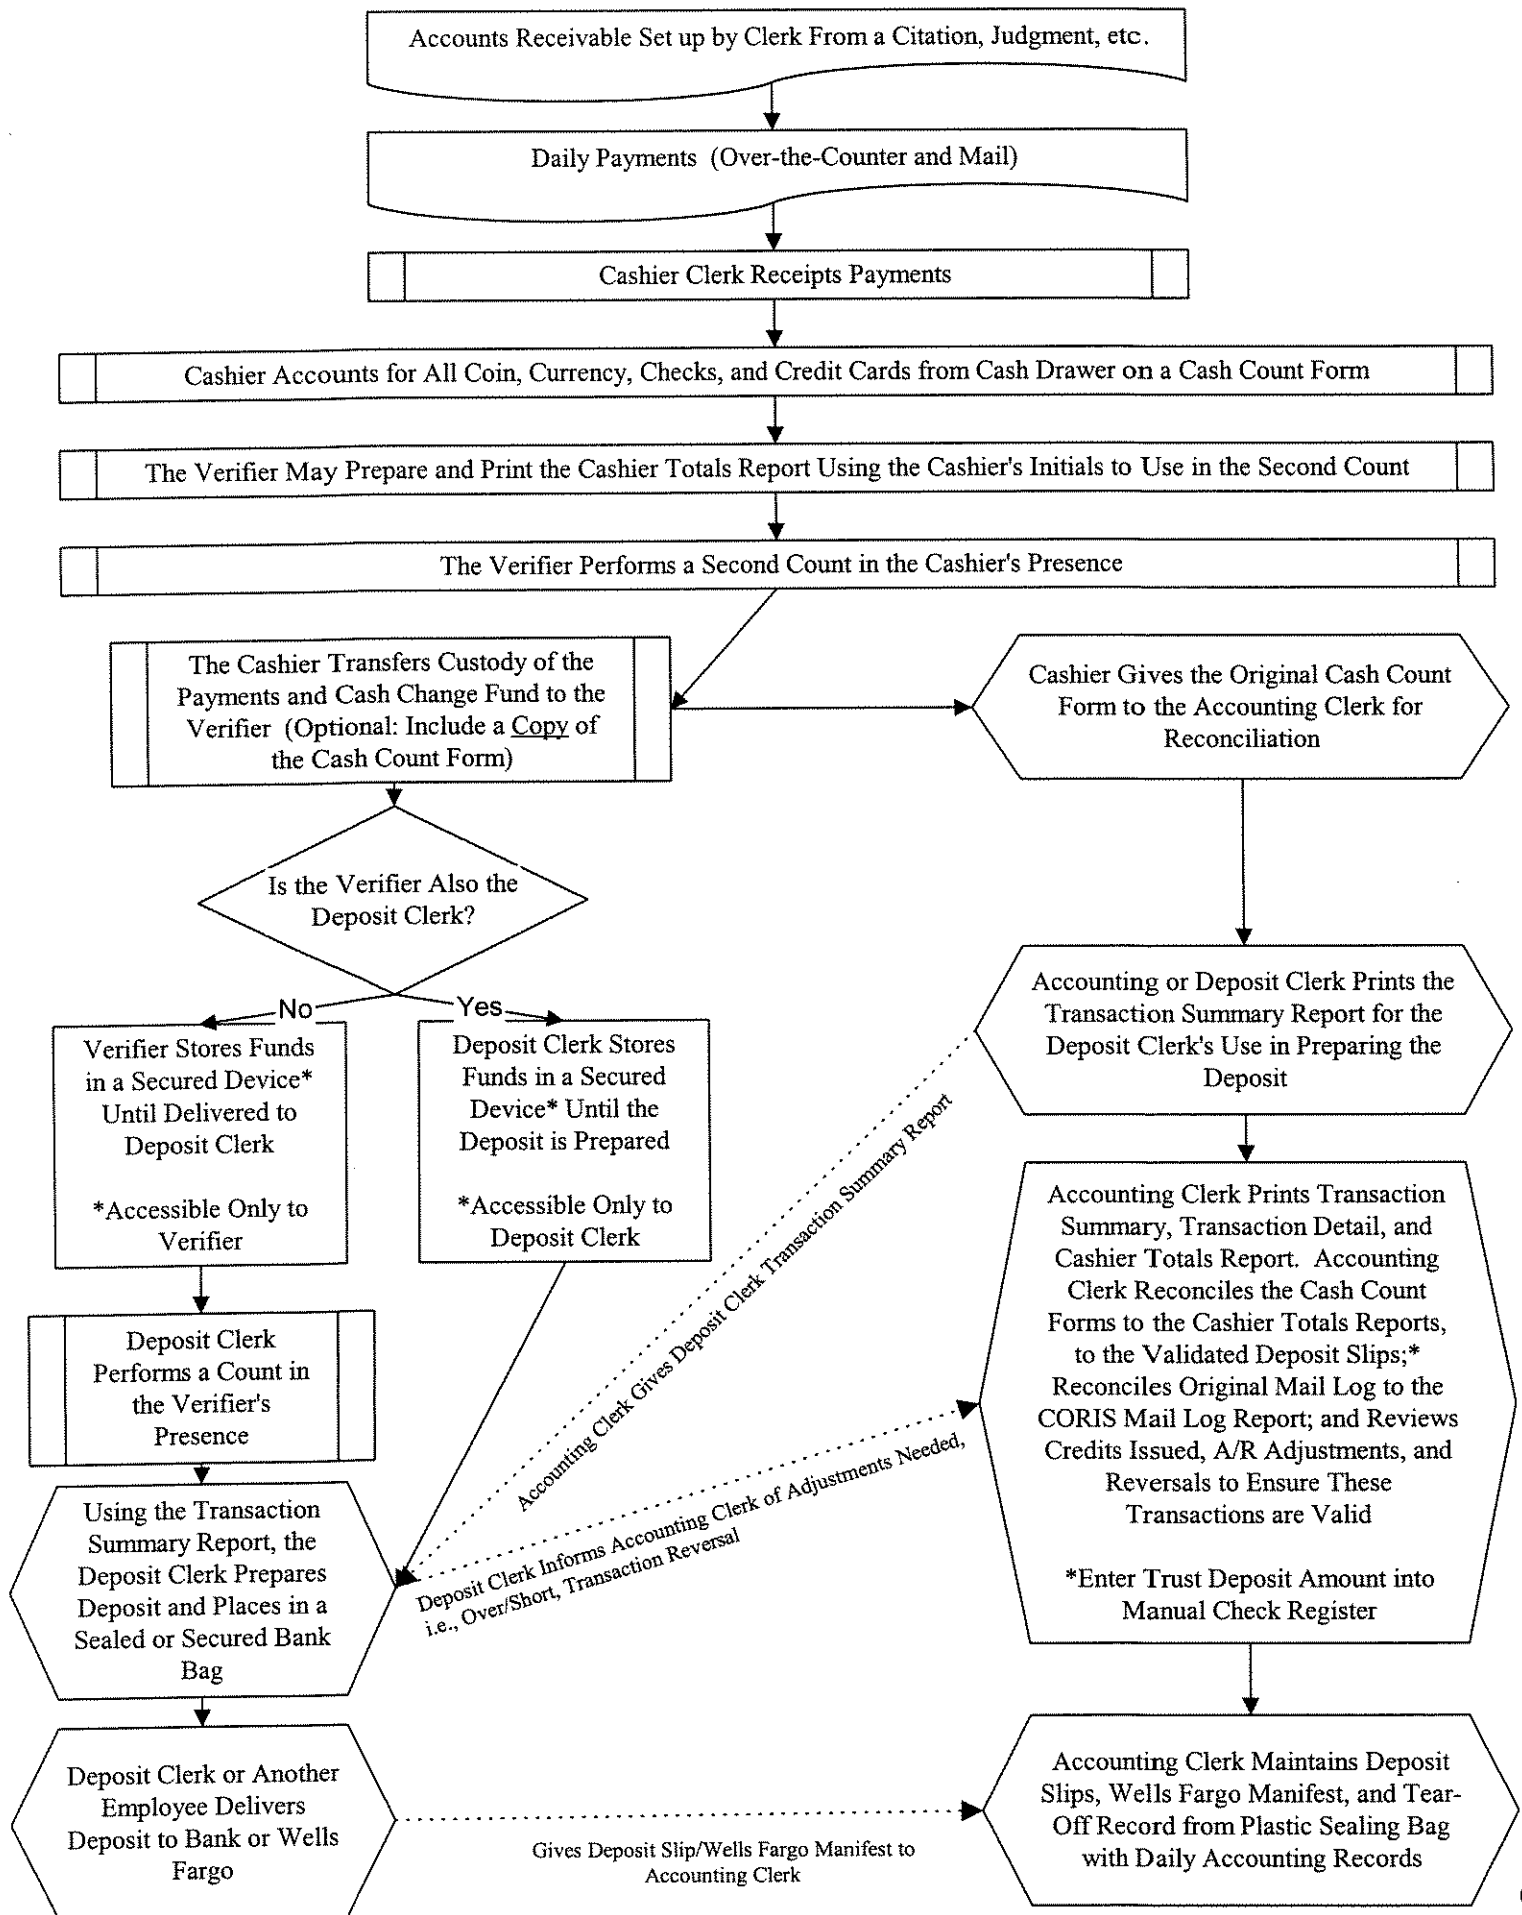 Accounts Receivable Set up by Clerk From a Citation, Judgment, etc.
Daily Payments (Over-the-Counter and Mail)
Cashier Clerk Receipts Payments
Cashier Accounts for All Coin, Currency, Checks, and Credit Cards from Cash Drawer on a Cash Count Form
The Verifier May Prepare and Print the Cashier Totals Report Using the Cashier's Initials to Use in the Second Count
The Verifier Performs a Second Count in the Cashier's Presence
The Cashier Transfers Custody of the
Payments and Cash Change Fund to the
Verifier (Optional: Include a Copy of
the Cash Count Form)
Cashier Gives the Original Cash Count
Form to the Accounting Clerk for
Reconciliation
Is the Verifier Also the
Deposit Clerk?
No
Yes
Verifier Stores Funds
in a Secured Device*
Until Delivered to
Deposit Clerk
*Accessible Only to
Verifier
Deposit Clerk Stores
Funds in a Secured
Device* Until the
Deposit is Prepared
*Accessible Only to
Deposit Clerk
Accounting or Deposit Clerk Prints the
Transaction Summary Report for the
Deposit Clerk's Use in Preparing the
Deposit
Accounting Clerk Gives Deposit Clerk Transaction Summary Report
Deposit Clerk
Performs a Count in
the Verifier's
Presence
Accounting Clerk Prints Transaction
Summary, Transaction Detail, and
Cashier Totals Report. Accounting
Clerk Reconciles the Cash Count
Forms to the Cashier Totals Reports,
to the Validated Deposit Slips;*
Reconciles Original Mail Log to the
CORIS Mail Log Report; and Reviews
Credits Issued, A/R Adjustments, and
Reversals to Ensure These
Transactions are Valid
*Enter Trust Deposit Amount into
Manual Check Register
Using the Transaction
Summary Report, the
Deposit Clerk Prepares
Deposit and Places in a
Sealed or Secured Bank
Bag
Deposit Clerk Informs Accounting Clerk of Adjustments Needed,
i.e., Over/Short, Transaction Reversal
Deposit Clerk or Another
Employee Delivers
Deposit to Bank or Wells
Fargo
Gives Deposit Slip/Wells Fargo Manifest to
Accounting Clerk
Accounting Clerk Maintains Deposit
Slips, Wells Fargo Manifest, and Tear-
Off Record from Plastic Sealing Bag
with Daily Accounting Records